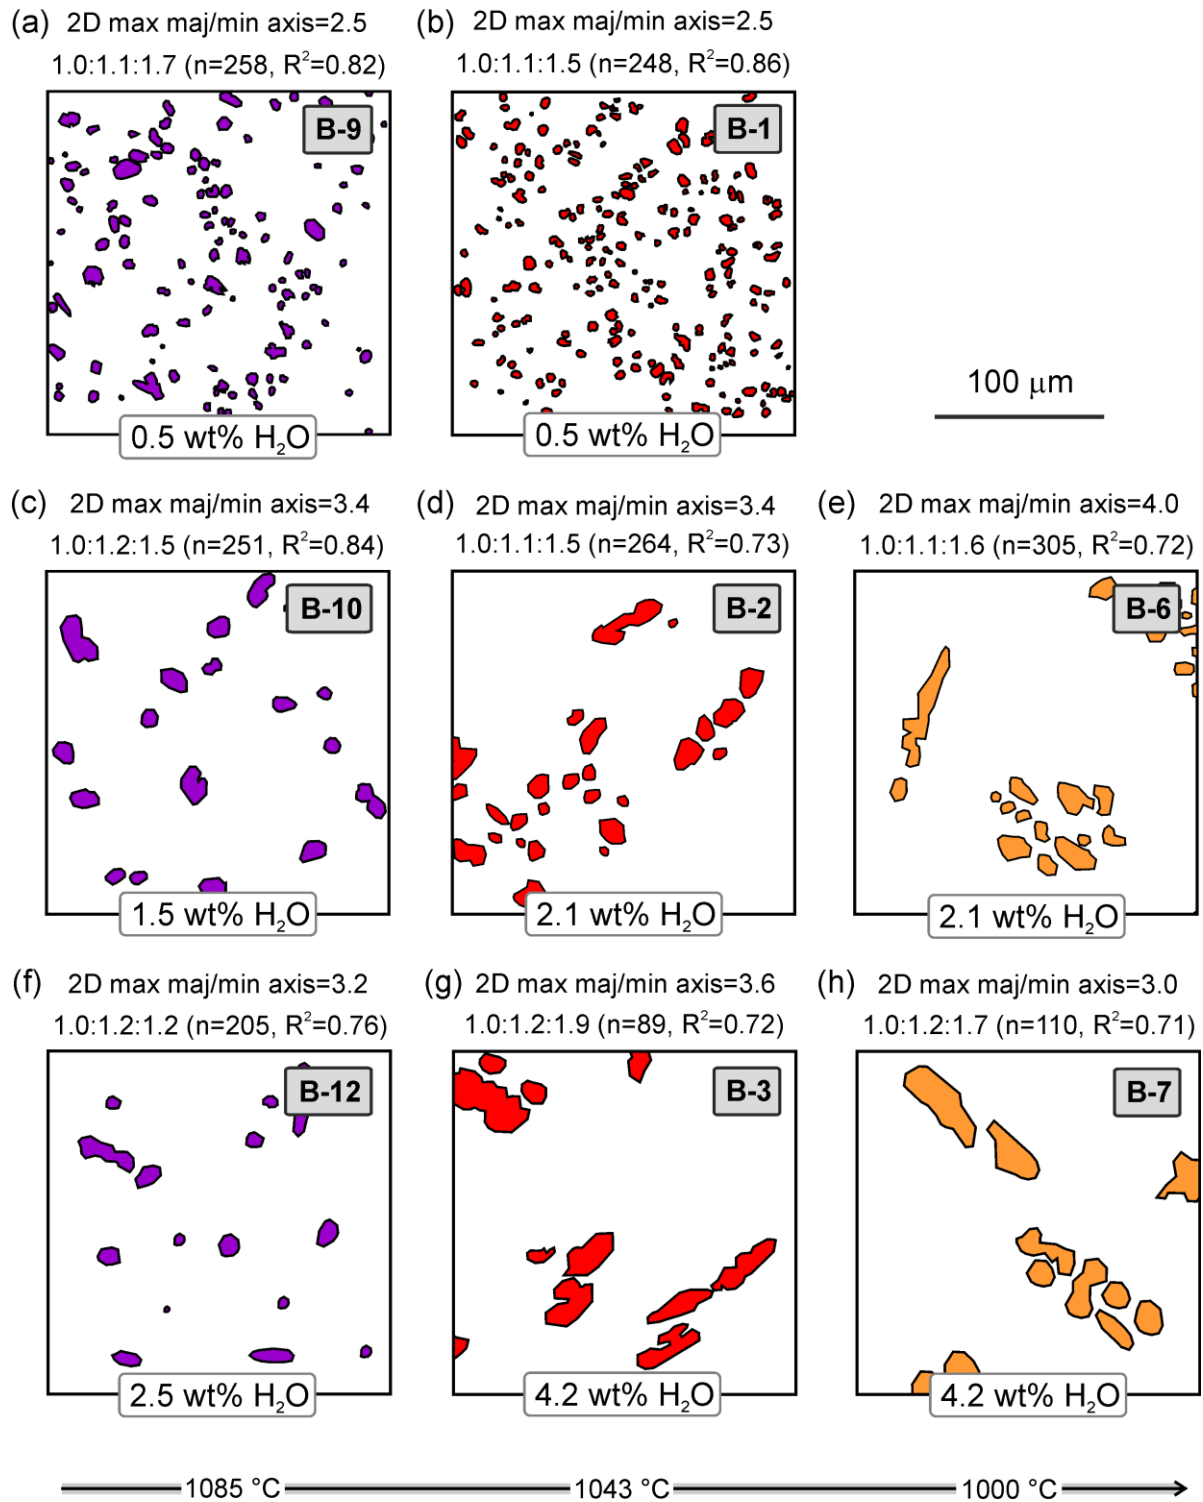 (a) 2D max maj/min axis=2.5
1.0:1.1:1.7 (n=258, R²=0.82)
B-9
0.5 wt% H₂O
(b) 2D max maj/min axis=2.5
1.0:1.1:1.5 (n=248, R²=0.86)
B-1
0.5 wt% H₂O
100 μm
(c) 2D max maj/min axis=3.4
1.0:1.2:1.5 (n=251, R²=0.84)
B-10
1.5 wt% H₂O
(d) 2D max maj/min axis=3.4
1.0:1.1:1.5 (n=264, R²=0.73)
B-2
2.1 wt% H₂O
(e) 2D max maj/min axis=4.0
1.0:1.1:1.6 (n=305, R²=0.72)
B-6
2.1 wt% H₂O
(f) 2D max maj/min axis=3.2
1.0:1.2:1.2 (n=205, R²=0.76)
B-12
2.5 wt% H₂O
(g) 2D max maj/min axis=3.6
1.0:1.2:1.9 (n=89, R²=0.72)
B-3
4.2 wt% H₂O
(h) 2D max maj/min axis=3.0
1.0:1.2:1.7 (n=110, R²=0.71)
B-7
4.2 wt% H₂O
1085 °C 1043 °C 1000 °C